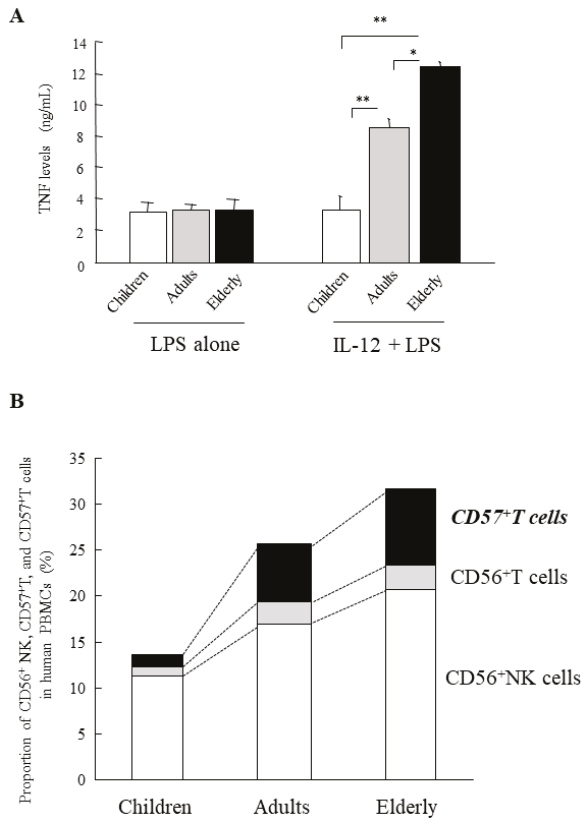 A
TNF levels (ng/mL)
14
12
10
8
6
4
2
0
**
*
**
Children
Adults
Elderly
Children
Adults
Elderly
LPS alone
IL-12 + LPS
B
Proportion of CD56⁺ NK, CD57⁺T, and CD57⁺T cells
in human PBMCs (%)
35
30
25
20
15
10
5
0
CD57⁺T cells
CD56⁺T cells
CD56⁺NK cells
Children
Adults
Elderly